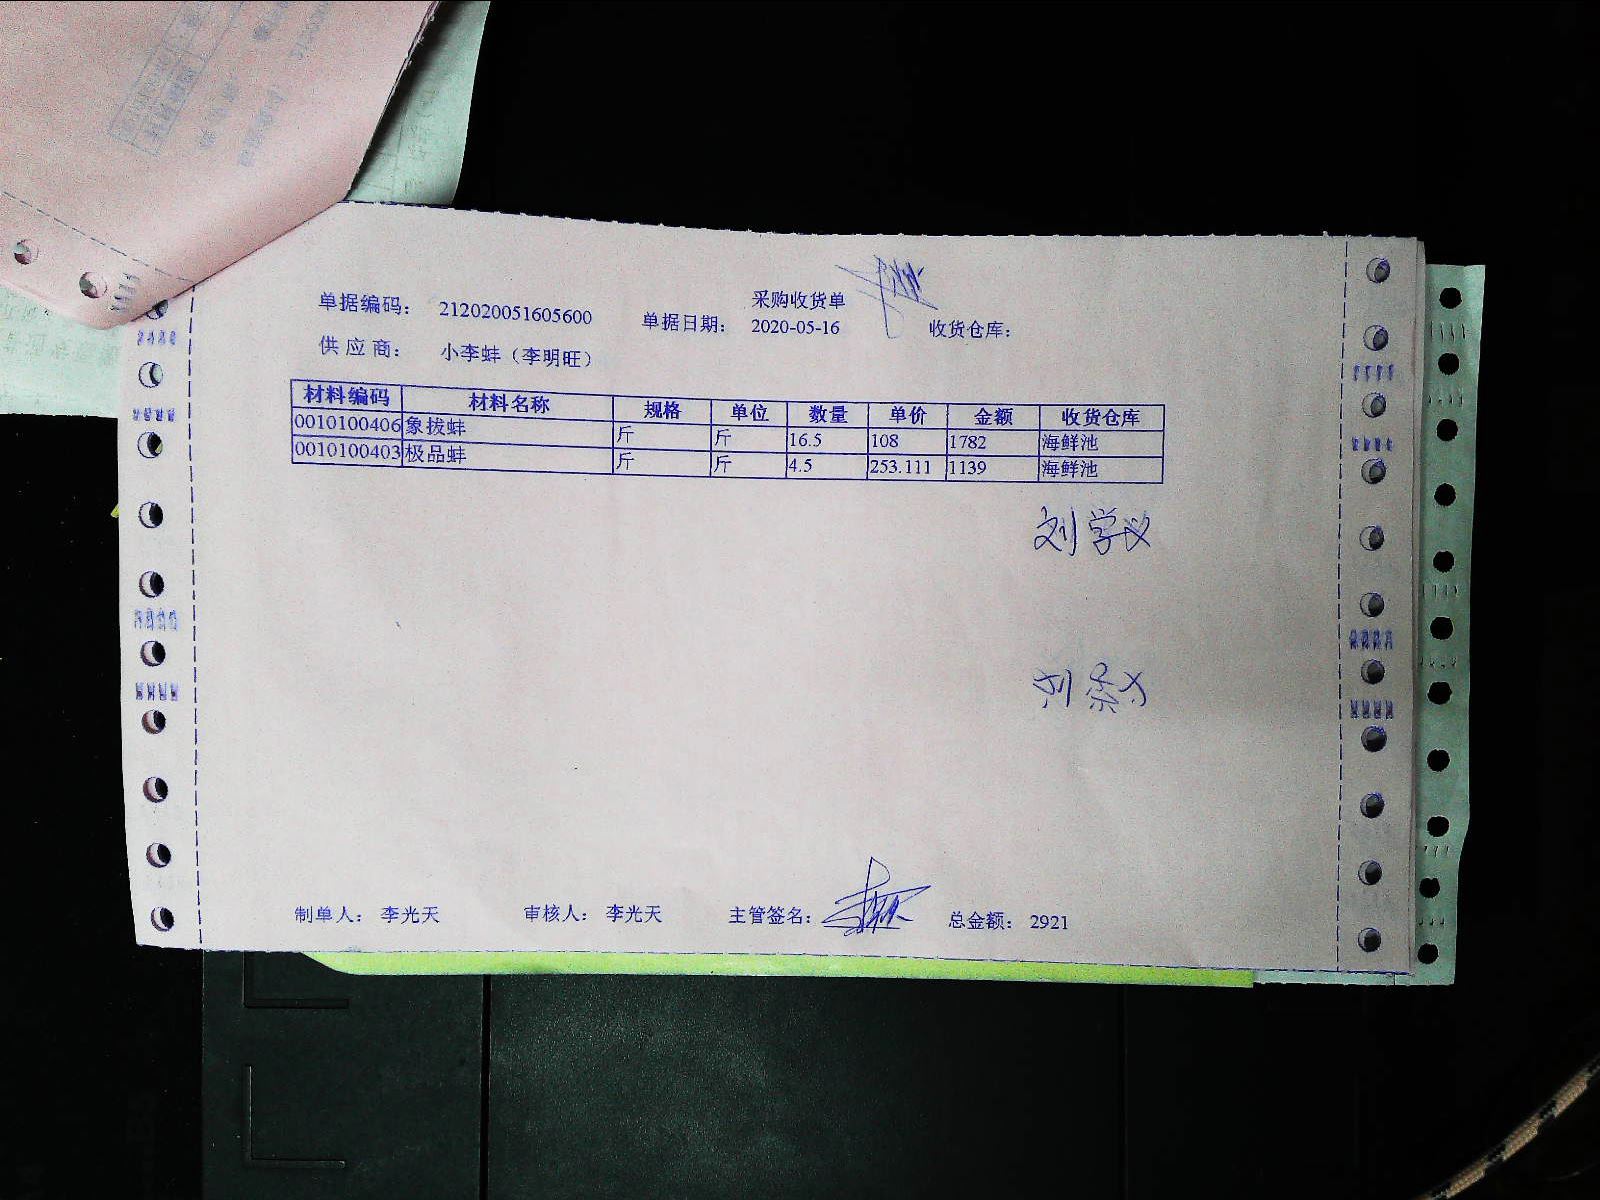 采购收货单
单据编码: 212020051605600 单据日期: 2020-05-16 收货仓库:
供应商: 小李蚌（李明旺）
材料编码 材料名称 规格 单位 数量 单价 金额 收货仓库
0010100406 象拔蚌 斤 斤 16.5 108 1782 海鲜池
0010100403 极品蚌 斤 斤 4.5 253.111 1139 海鲜池
刘学义
制单人: 李光天 审核人: 李光天 主管签名: 总金额: 2921